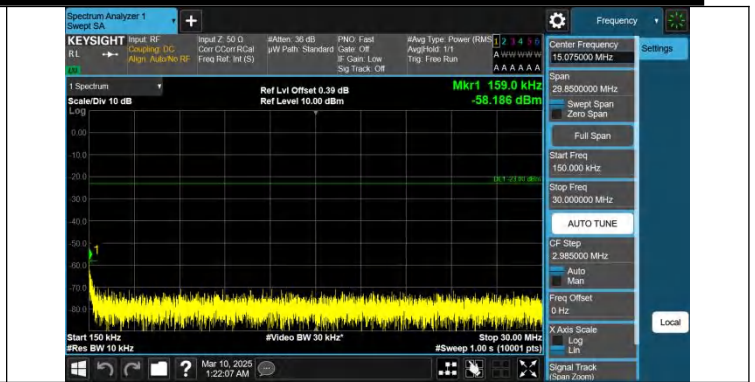 Spectrum Analyzer 1
Swept SA
+
Frequency
KEYSIGHT
RL
Input: RF
Coupling: DC
Align: Auto/No RF
Input Z: 50 Ω
Corr CCorr RCal
Freq Ref: Int (S)
#Atten: 36 dB
µW Path: Standard
PNO: Fast
Gate: Off
IF Gain: Low
Sig Track: Off
#Avg Type: Power (RMS
Avg|Hold: 1/1
Trig: Free Run
1 2 3 4 5 6
A W W W W W
A A A A A A
1 Spectrum
Scale/Div 10 dB
Ref Lvl Offset 0.39 dB
Ref Level 10.00 dBm
Mkr1 159.0 kHz
-58.186 dBm
Log
0.00
-10.0
-20.0
-30.0
-40.0
-50.0
-60.0
-70.0
-80.0
DL1 -23.00 dBm
1
Start 150 kHz
#Res BW 10 kHz
#Video BW 30 kHz*
Stop 30.00 MHz
#Sweep 1.00 s (10001 pts)
?
Mar 10, 2025
1:22:07 AM
Center Frequency
15.075000 MHz
Settings
Span
29.8500000 MHz
Swept Span
Zero Span
Full Span
Start Freq
150.000 kHz
Stop Freq
30.000000 MHz
AUTO TUNE
CF Step
2.985000 MHz
Auto
Man
Freq Offset
0 Hz
X Axis Scale
Log
Lin
Local
Signal Track
(Span Zoom)